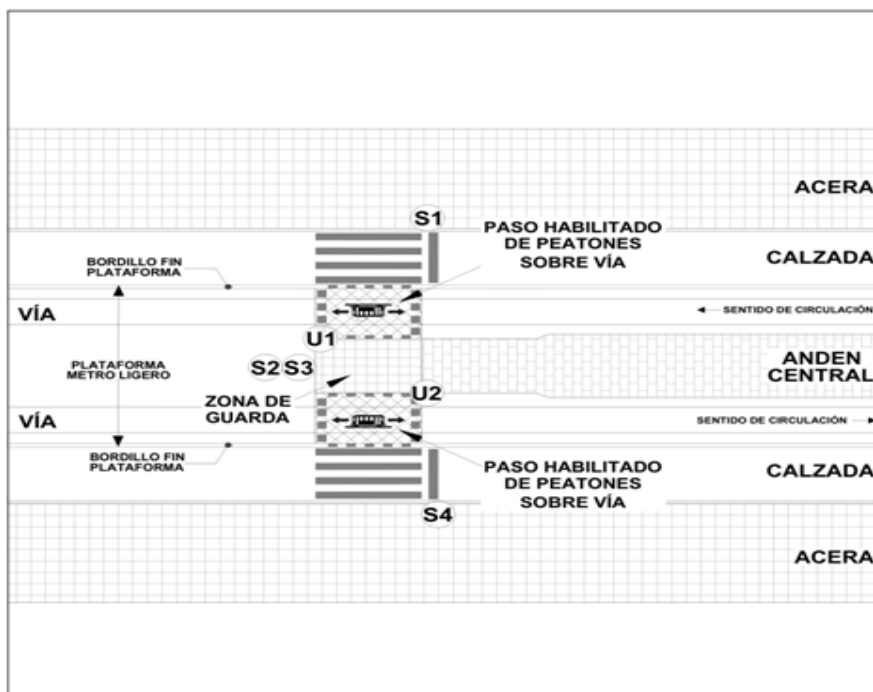 ACERA
S1
PASO HABILITADO
DE PEATONES
SOBRE VÍA
BORDILLO FIN
PLATAFORMA
CALZADA
VÍA
SENTIDO DE CIRCULACIÓN
U1
PLATAFORMA
METRO LIGERO
S2 S3
ANDEN
CENTRAL
ZONA DE
GUARDA
U2
VÍA
SENTIDO DE CIRCULACIÓN
BORDILLO FIN
PLATAFORMA
PASO HABILITADO
DE PEATONES
SOBRE VÍA
CALZADA
S4
ACERA